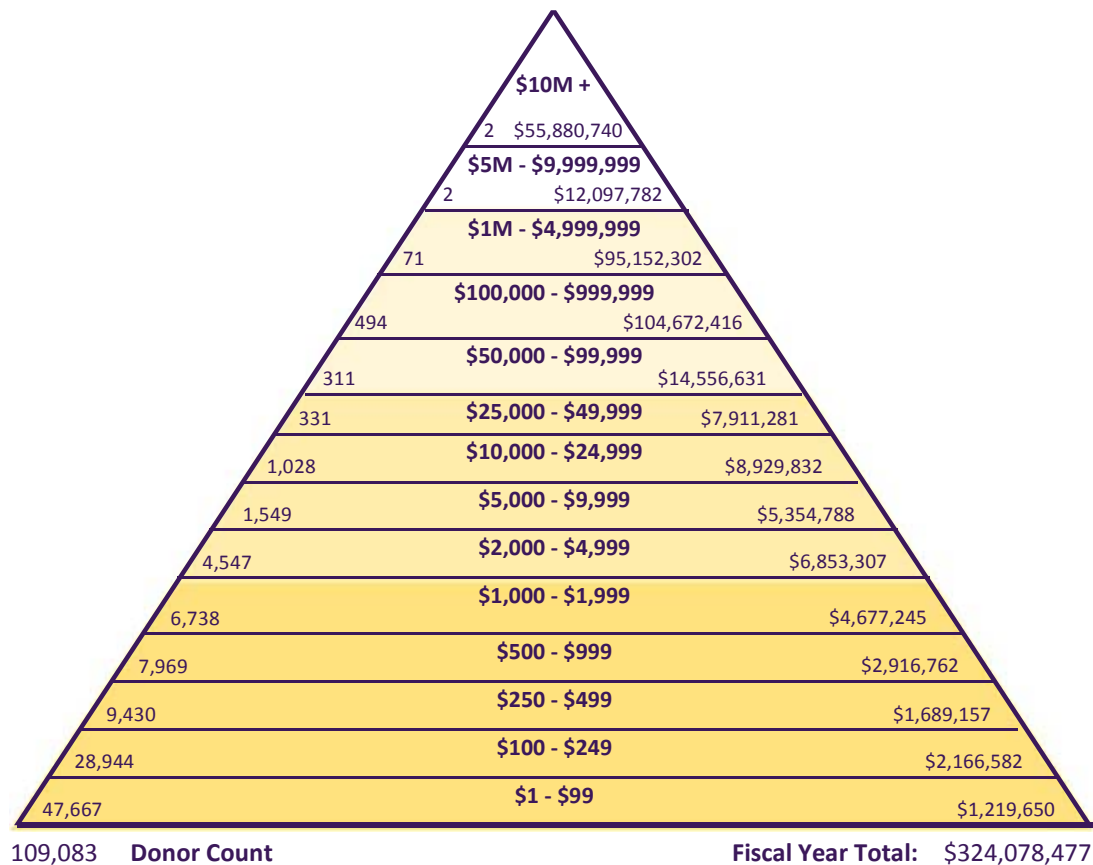 $10M +
2 $55,880,740
$5M - $9,999,999
2 $12,097,782
$1M - $4,999,999
71 $95,152,302
$100,000 - $999,999
494 $104,672,416
$50,000 - $99,999
311 $14,556,631
$25,000 - $49,999
331 $7,911,281
$10,000 - $24,999
1,028 $8,929,832
$5,000 - $9,999
1,549 $5,354,788
$2,000 - $4,999
4,547 $6,853,307
$1,000 - $1,999
6,738 $4,677,245
$500 - $999
7,969 $2,916,762
$250 - $499
9,430 $1,689,157
$100 - $249
28,944 $2,166,582
$1 - $99
47,667 $1,219,650
109,083 Donor Count Fiscal Year Total: $324,078,477